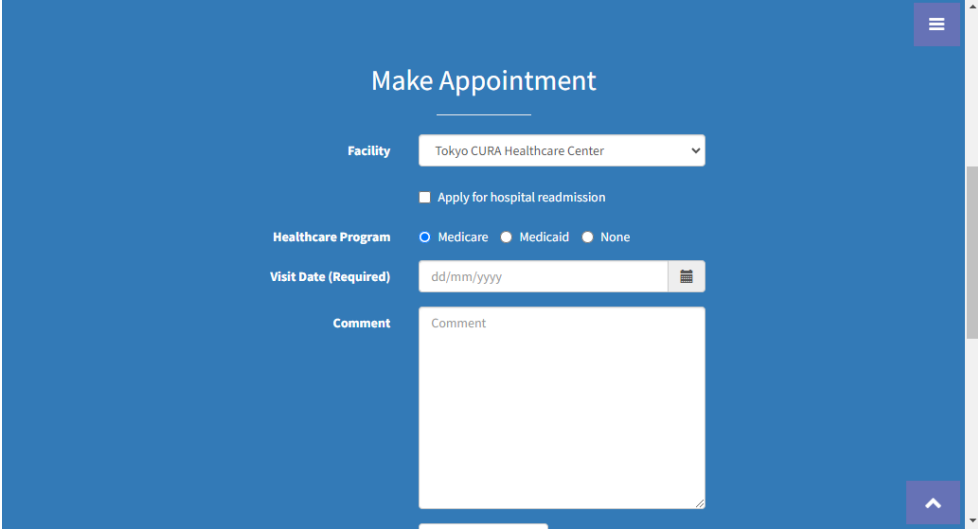 Make Appointment
Facility Tokyo CURA Healthcare Center
Apply for hospital readmission
Healthcare Program Medicare Medicaid None
Visit Date (Required) dd/mm/yyyy
Comment Comment